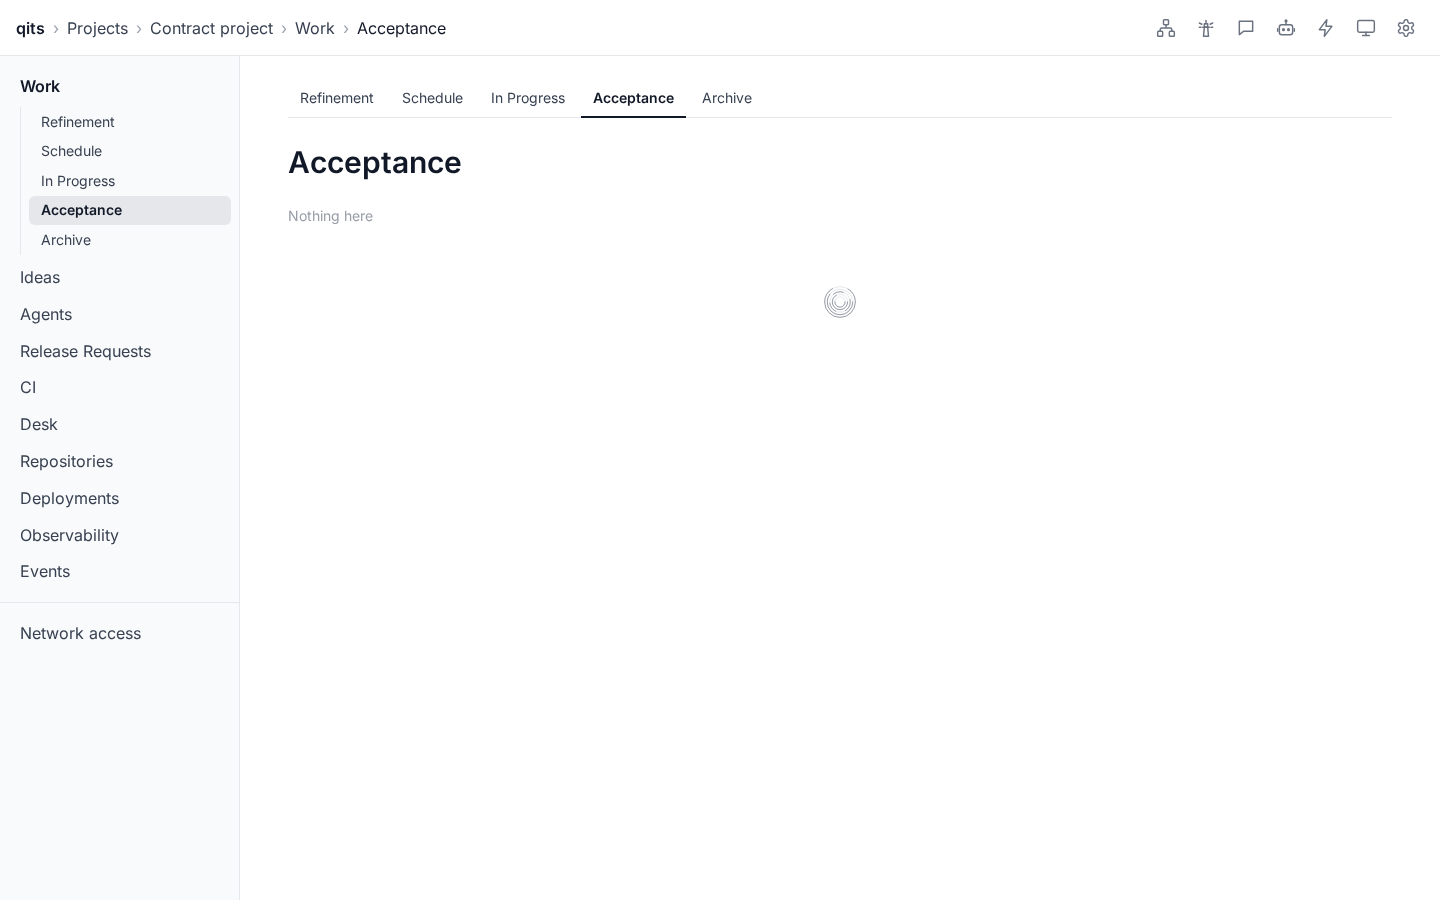 qits › Projects › Contract project › Work › Acceptance
Work
Refinement
Schedule
In Progress
Acceptance
Archive
Ideas
Agents
Release Requests
CI
Desk
Repositories
Deployments
Observability
Events
Network access
Refinement Schedule In Progress Acceptance Archive
Acceptance
Nothing here